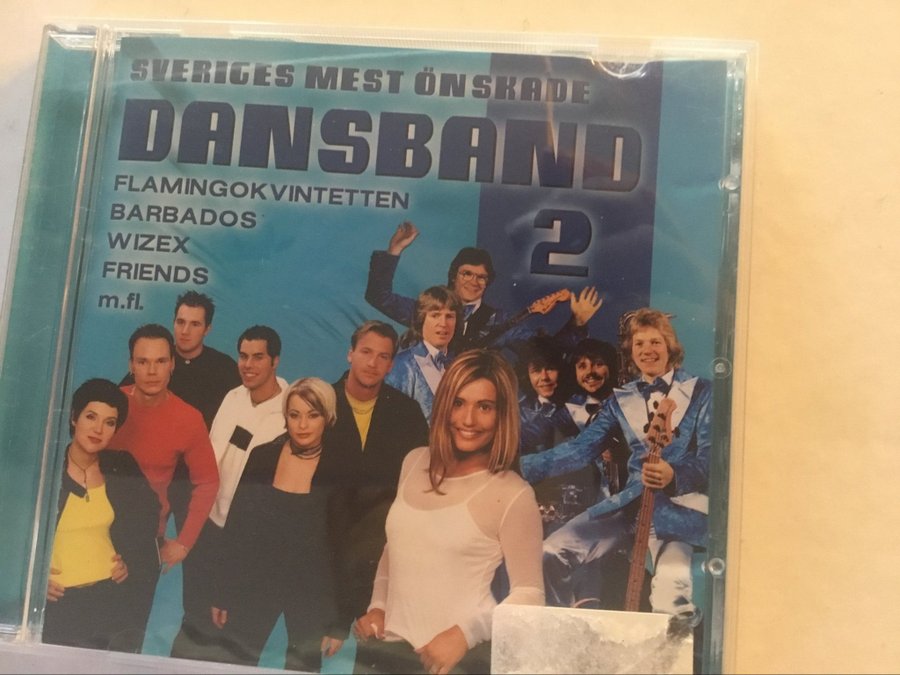 SVERIGES MEST ÖNSKADE
DANSBAND
2
FLAMINGOKVINTETTEN
BARBADOS
WIZEX
FRIENDS
m.fl.